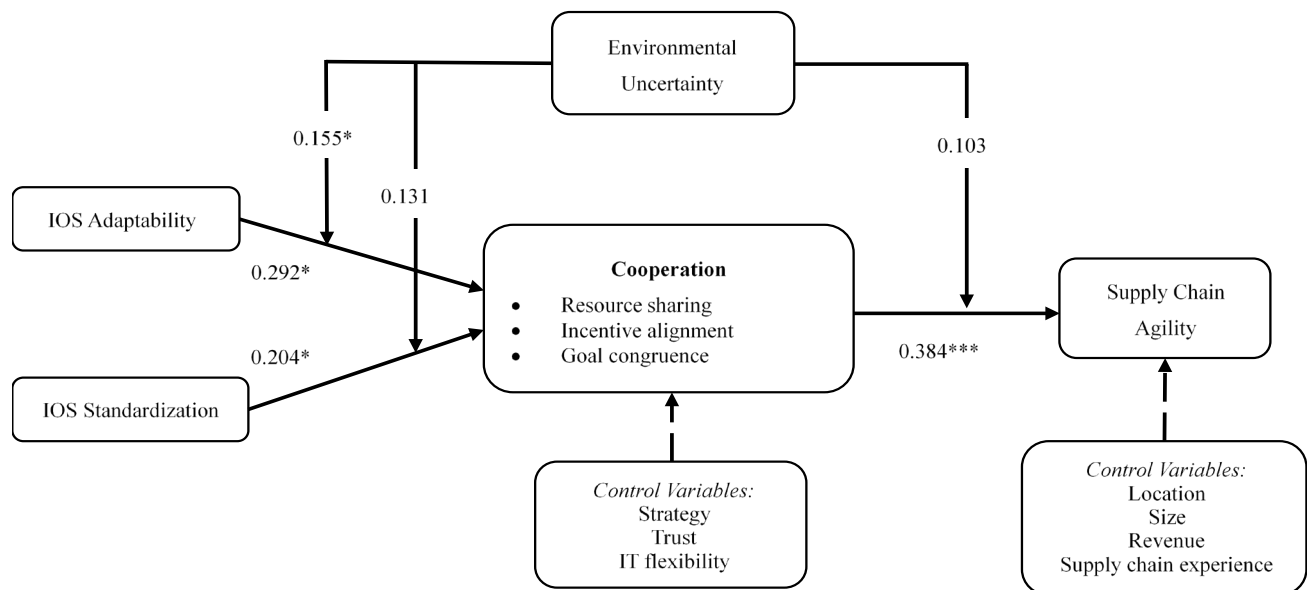 Environmental
Uncertainty
0.155*
0.103
0.131
IOS Adaptability
0.292*
Cooperation
• Resource sharing
• Incentive alignment
• Goal congruence
Supply Chain
Agility
0.384***
0.204*
IOS Standardization
Control Variables:
Strategy
Trust
IT flexibility
Control Variables:
Location
Size
Revenue
Supply chain experience